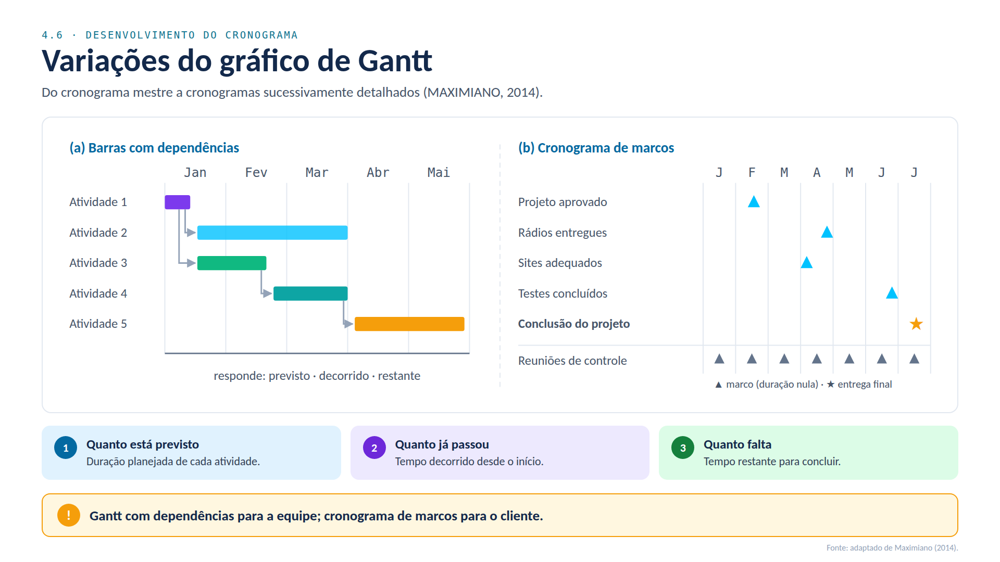 4.6 · DESENVOLVIMENTO DO CRONOGRAMA
Variações do gráfico de Gantt
Do cronograma mestre a cronogramas sucessivamente detalhados (MAXIMIANO, 2014).
(a) Barras com dependências
Jan Fev Mar Abr Mai
Atividade 1
Atividade 2
Atividade 3
Atividade 4
Atividade 5
responde: previsto · decorrido · restante
(b) Cronograma de marcos
J F M A M J J
Projeto aprovado
Rádios entregues
Sites adequados
Testes concluídos
Conclusão do projeto
Reuniões de controle
▲ marco (duração nula) · ★ entrega final
1 Quanto está previsto
Duração planejada de cada atividade.
2 Quanto já passou
Tempo decorrido desde o início.
3 Quanto falta
Tempo restante para concluir.
! Gantt com dependências para a equipe; cronograma de marcos para o cliente.
Fonte: adaptado de Maximiano (2014).